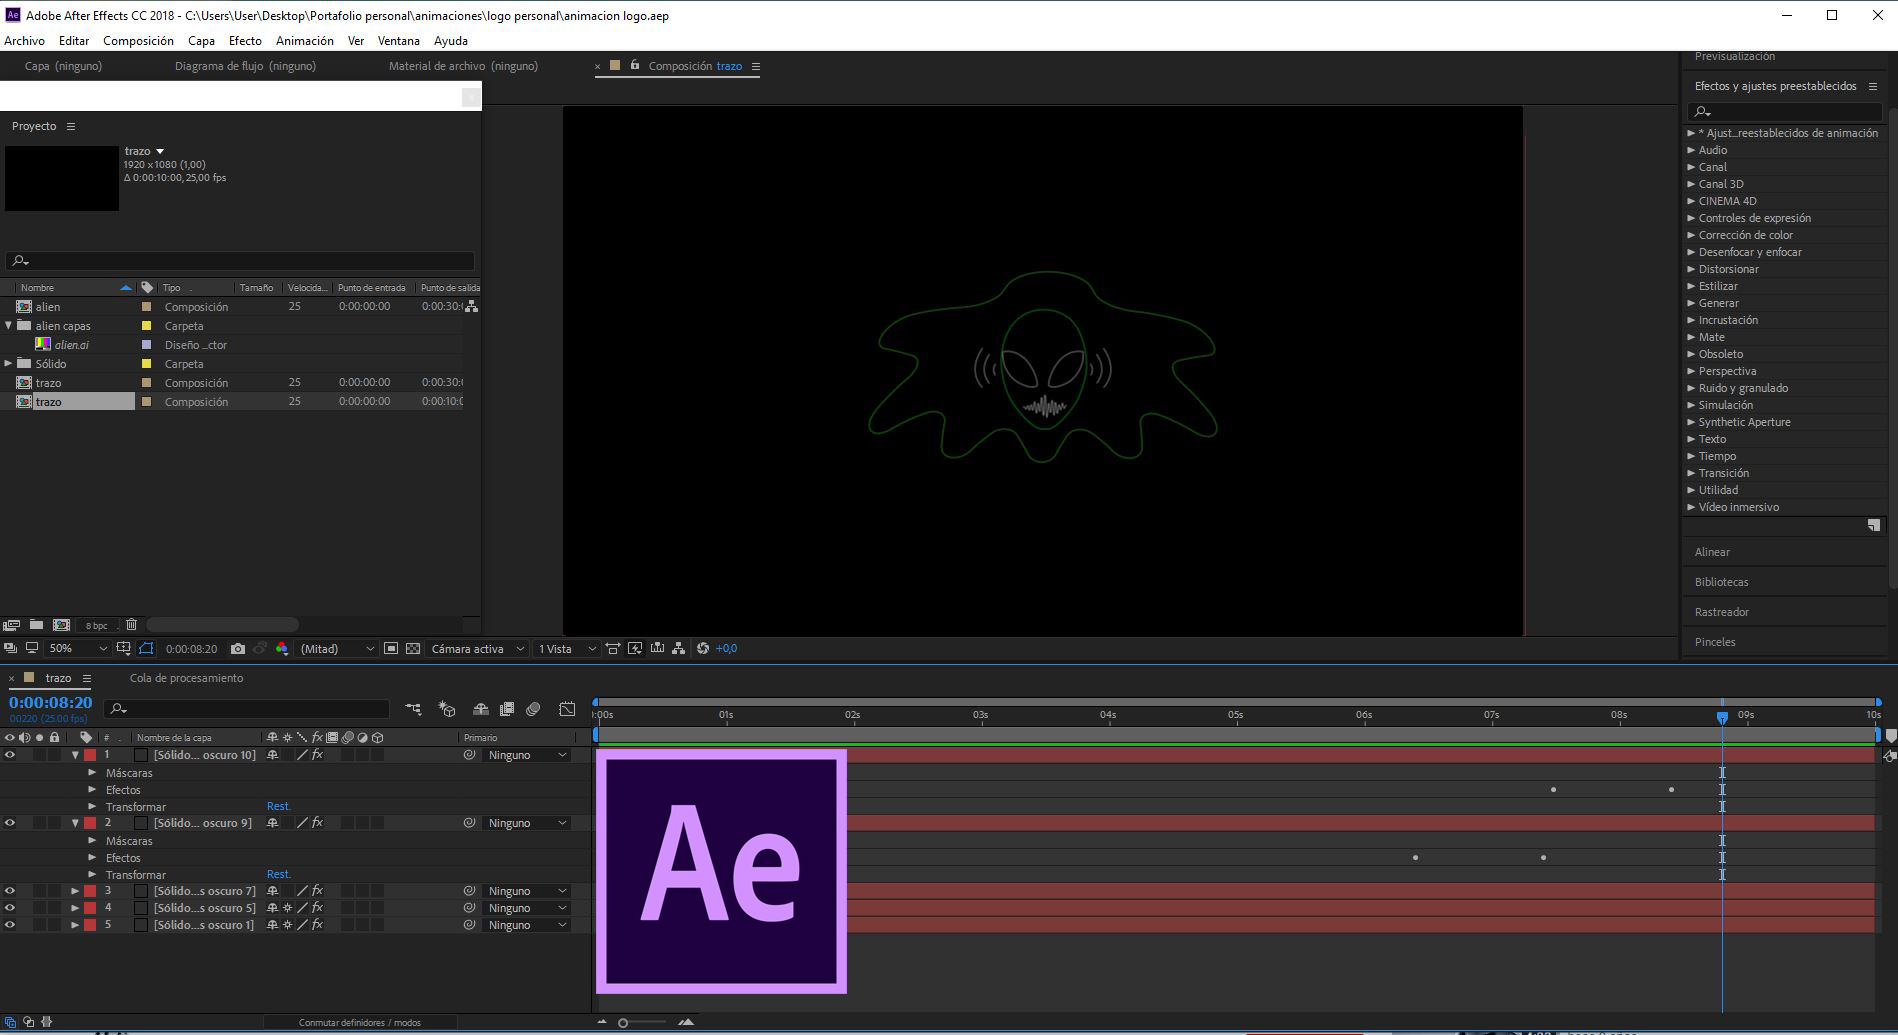 Adobe After Effects CC 2018 - C:\Users\User\Desktop\Portafolio personal\animaciones\logo personal\animacion logo.aep
Archivo Editar Composición Capa Efecto Animación Ver Ventana Ayuda
Capa (ninguno) Diagrama de flujo (ninguno) Material de archivo (ninguno) × Composición trazo
Previsualización
Efectos y ajustes preestablecidos
* Ajust...reestablecidos de animación
Audio
Canal
Canal 3D
CINEMA 4D
Controles de expresión
Corrección de color
Desenfocar y enfocar
Distorsionar
Estilizar
Generar
Incrustación
Mate
Obsoleto
Perspectiva
Ruido y granulado
Simulación
Synthetic Aperture
Texto
Tiempo
Transición
Utilidad
Vídeo inmersivo
Alinear
Bibliotecas
Rastreador
Pinceles
Proyecto
trazo
1920 x 1080 (1,00)
Δ 0:00:10:00, 25,00 fps
Nombre Tipo Tamaño Velocida... Punto de entrada Punto de salida
alien Composición 25 0:00:00:00 0:00:30:
alien capas Carpeta
alien.ai Diseño ...ctor
Sólido Carpeta
trazo Composición 25 0:00:00:00 0:00:30:
trazo Composición 25 0:00:00:00 0:00:10:0
8 bpc
50% 0:00:08:20 (Mitad) Cámara activa 1 Vista +0,0
× trazo Cola de procesamiento
0:00:08:20
00220 (25.00 fps)
):00s 01s 02s 03s 04s 05s 06s 07s 08s 09s 10s
# Nombre de la capa fx Primario
1 [Sólido... oscuro 10] fx Ninguno
Máscaras
Efectos
Transformar Rest.
2 [Sólido... oscuro 9] fx Ninguno
Máscaras
Efectos
Transformar Rest.
3 [Sólido...s oscuro 7] fx Ninguno
4 [Sólido...s oscuro 5] fx Ninguno
5 [Sólido...s oscuro 1] fx Ninguno
Ae
Conmutar definidores / modos